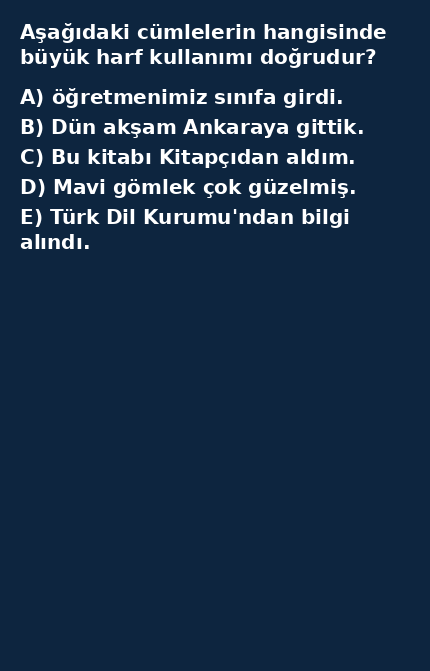 Aşağıdaki cümlelerin hangisinde
büyük harf kullanımı doğrudur?
A) öğretmenimiz sınıfa girdi.
B) Dün akşam Ankaraya gittik.
C) Bu kitabı Kitapçıdan aldım.
D) Mavi gömlek çok güzelmiş.
E) Türk Dil Kurumu'ndan bilgi
alındı.